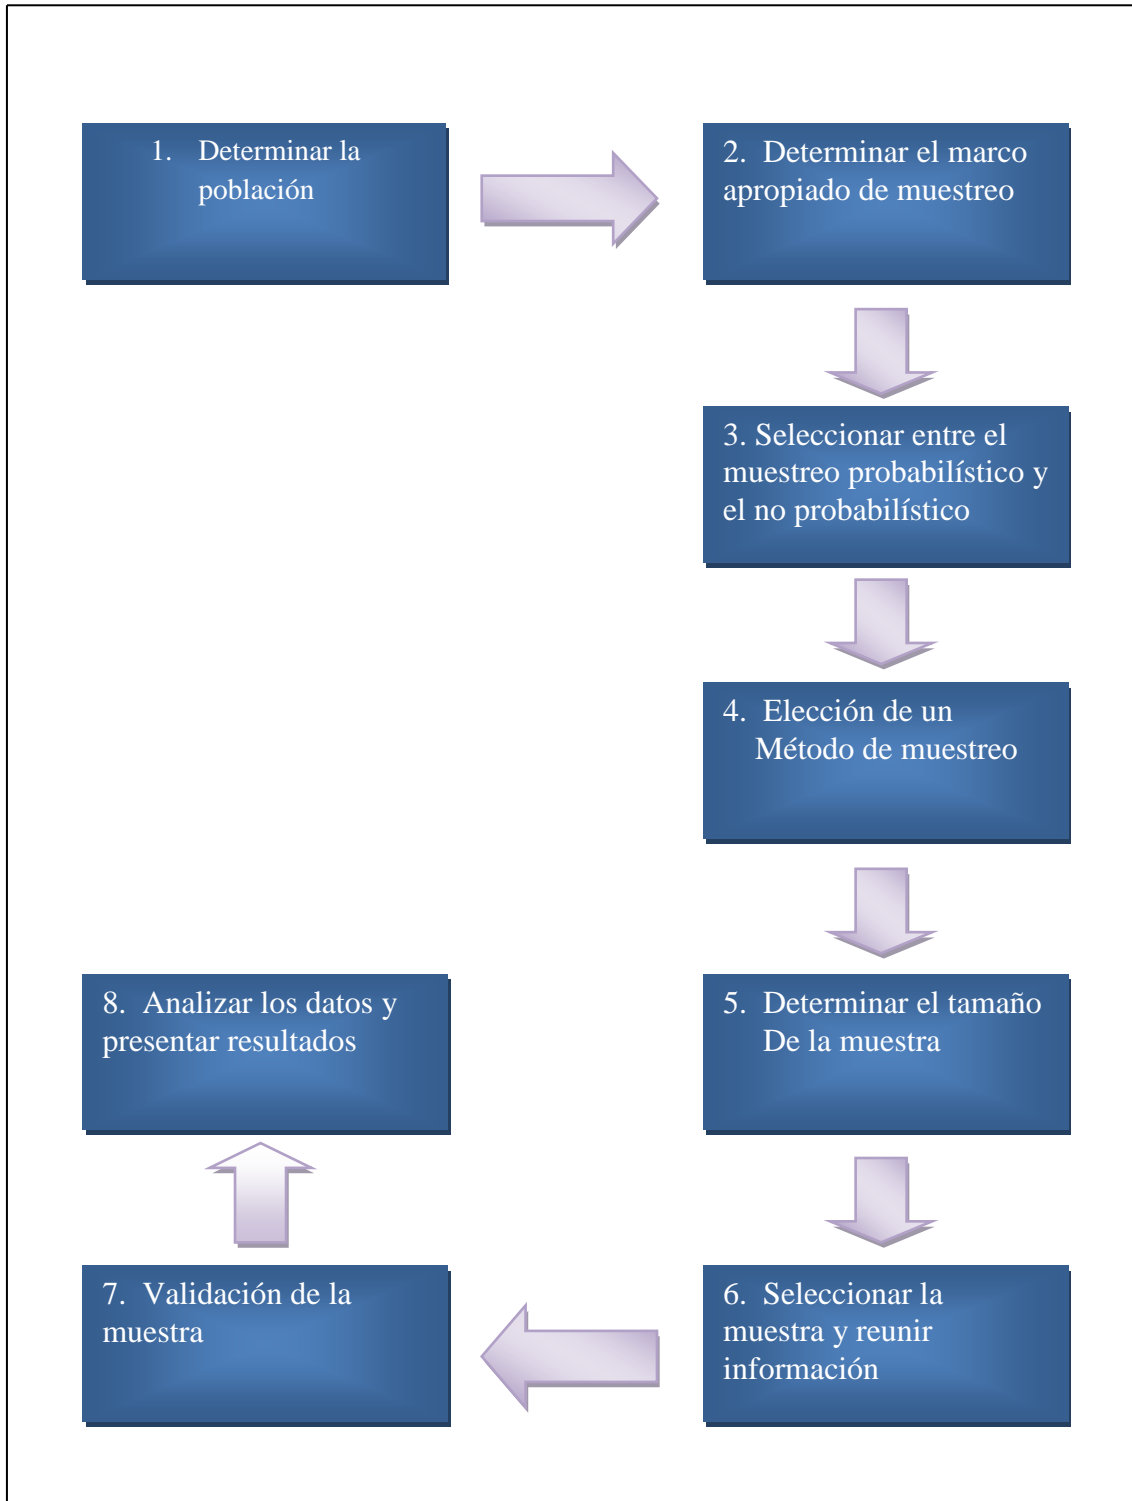 1. Determinar la
población
2. Determinar el marco
apropiado de muestreo
3. Seleccionar entre el
muestreo probabilístico y
el no probabilístico
4. Elección de un
Método de muestreo
5. Determinar el tamaño
De la muestra
6. Seleccionar la
muestra y reunir
información
7. Validación de la
muestra
8. Analizar los datos y
presentar resultados